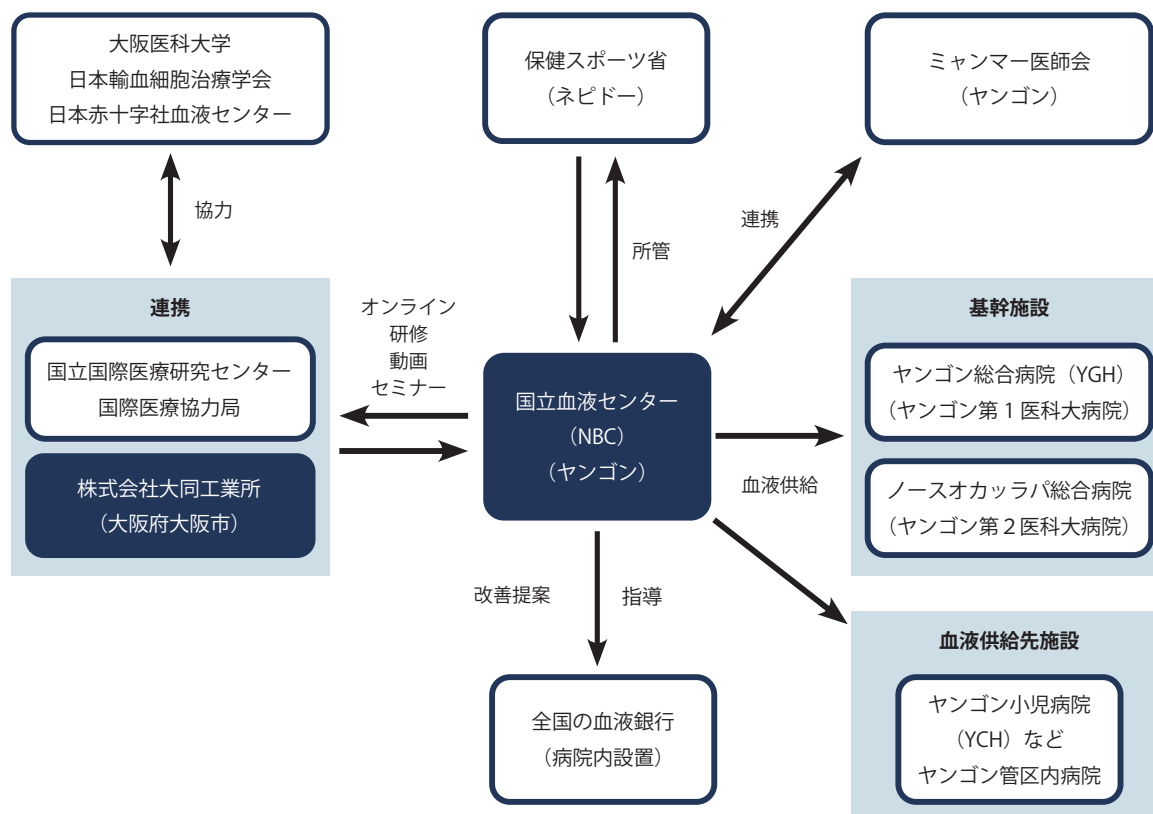 大阪医科大学
日本輸血細胞治療学会
日本赤十字社血液センター
保健スポーツ省
（ネピドー）
ミャンマー医師会
（ヤンゴン）
協力
所管
連携
連携
国立国際医療研究センター
国際医療協力局
株式会社大同工業所
（大阪府大阪市）
オンライン
研修
動画
セミナー
国立血液センター
（NBC）
（ヤンゴン）
血液供給
基幹施設
ヤンゴン総合病院（YGH）
（ヤンゴン第１医科大病院）
ノースオカッラパ総合病院
（ヤンゴン第２医科大病院）
改善提案
指導
全国の血液銀行
（病院内設置）
血液供給先施設
ヤンゴン小児病院
（YCH）など
ヤンゴン管区内病院